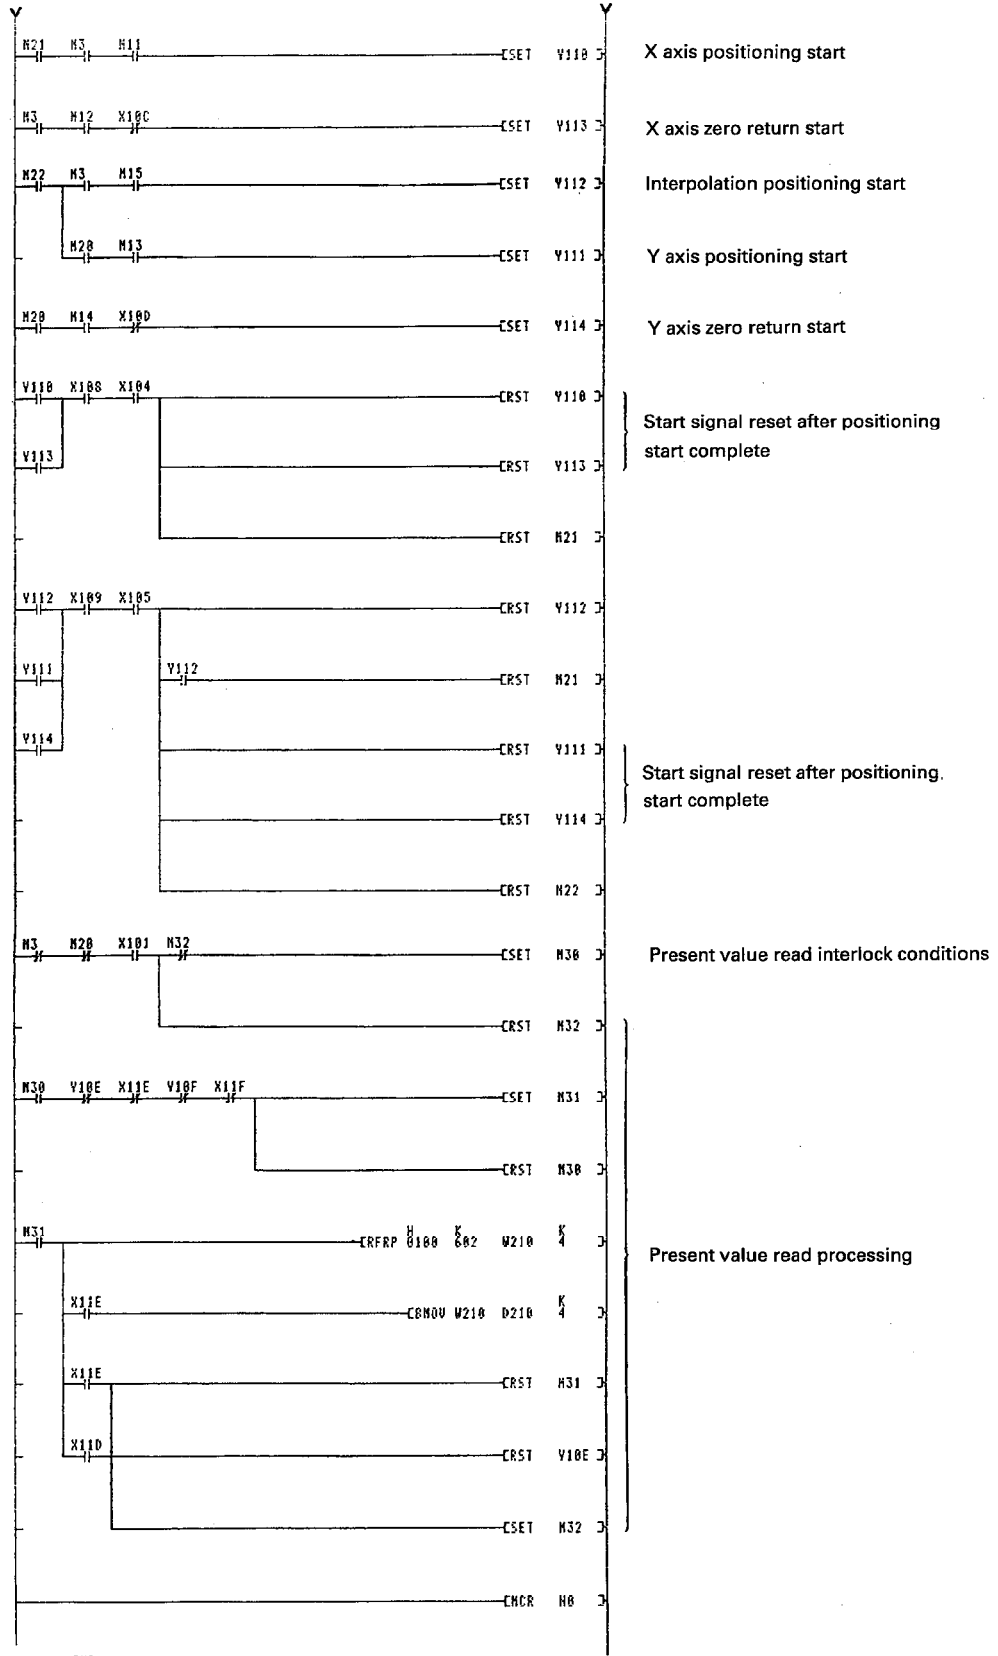 M21 M3 M11 [SET Y110 ] X axis positioning start
M3 M12 X10C [SET Y113 ] X axis zero return start
M22 M3 M15 [SET Y112 ] Interpolation positioning start
M20 M13 [SET Y111 ] Y axis positioning start
M20 M14 X10D [SET Y114 ] Y axis zero return start
Y110 X108 X104 [RST Y110 ]
Start signal reset after positioning
start complete
Y113 [RST Y113 ]
[RST M21 ]
Y112 X109 X105 [RST Y112 ]
Y111 Y112 [RST M21 ]
Y114 [RST Y111 ]
Start signal reset after positioning.
start complete
[RST Y114 ]
[RST M22 ]
M3 M20 X101 M32 [SET M30 ] Present value read interlock conditions
[RST M32 ]
M30 Y10E X11E Y10F X11F [SET M31 ]
[RST M30 ]
H K K
M31 [RFRP 0100 602 W210 4 ] Present value read processing
K
X11E [BMOV W210 D210 4 ]
X11E [RST M31 ]
X11D [RST Y10E ]
[SET M32 ]
[MCR N0 ]